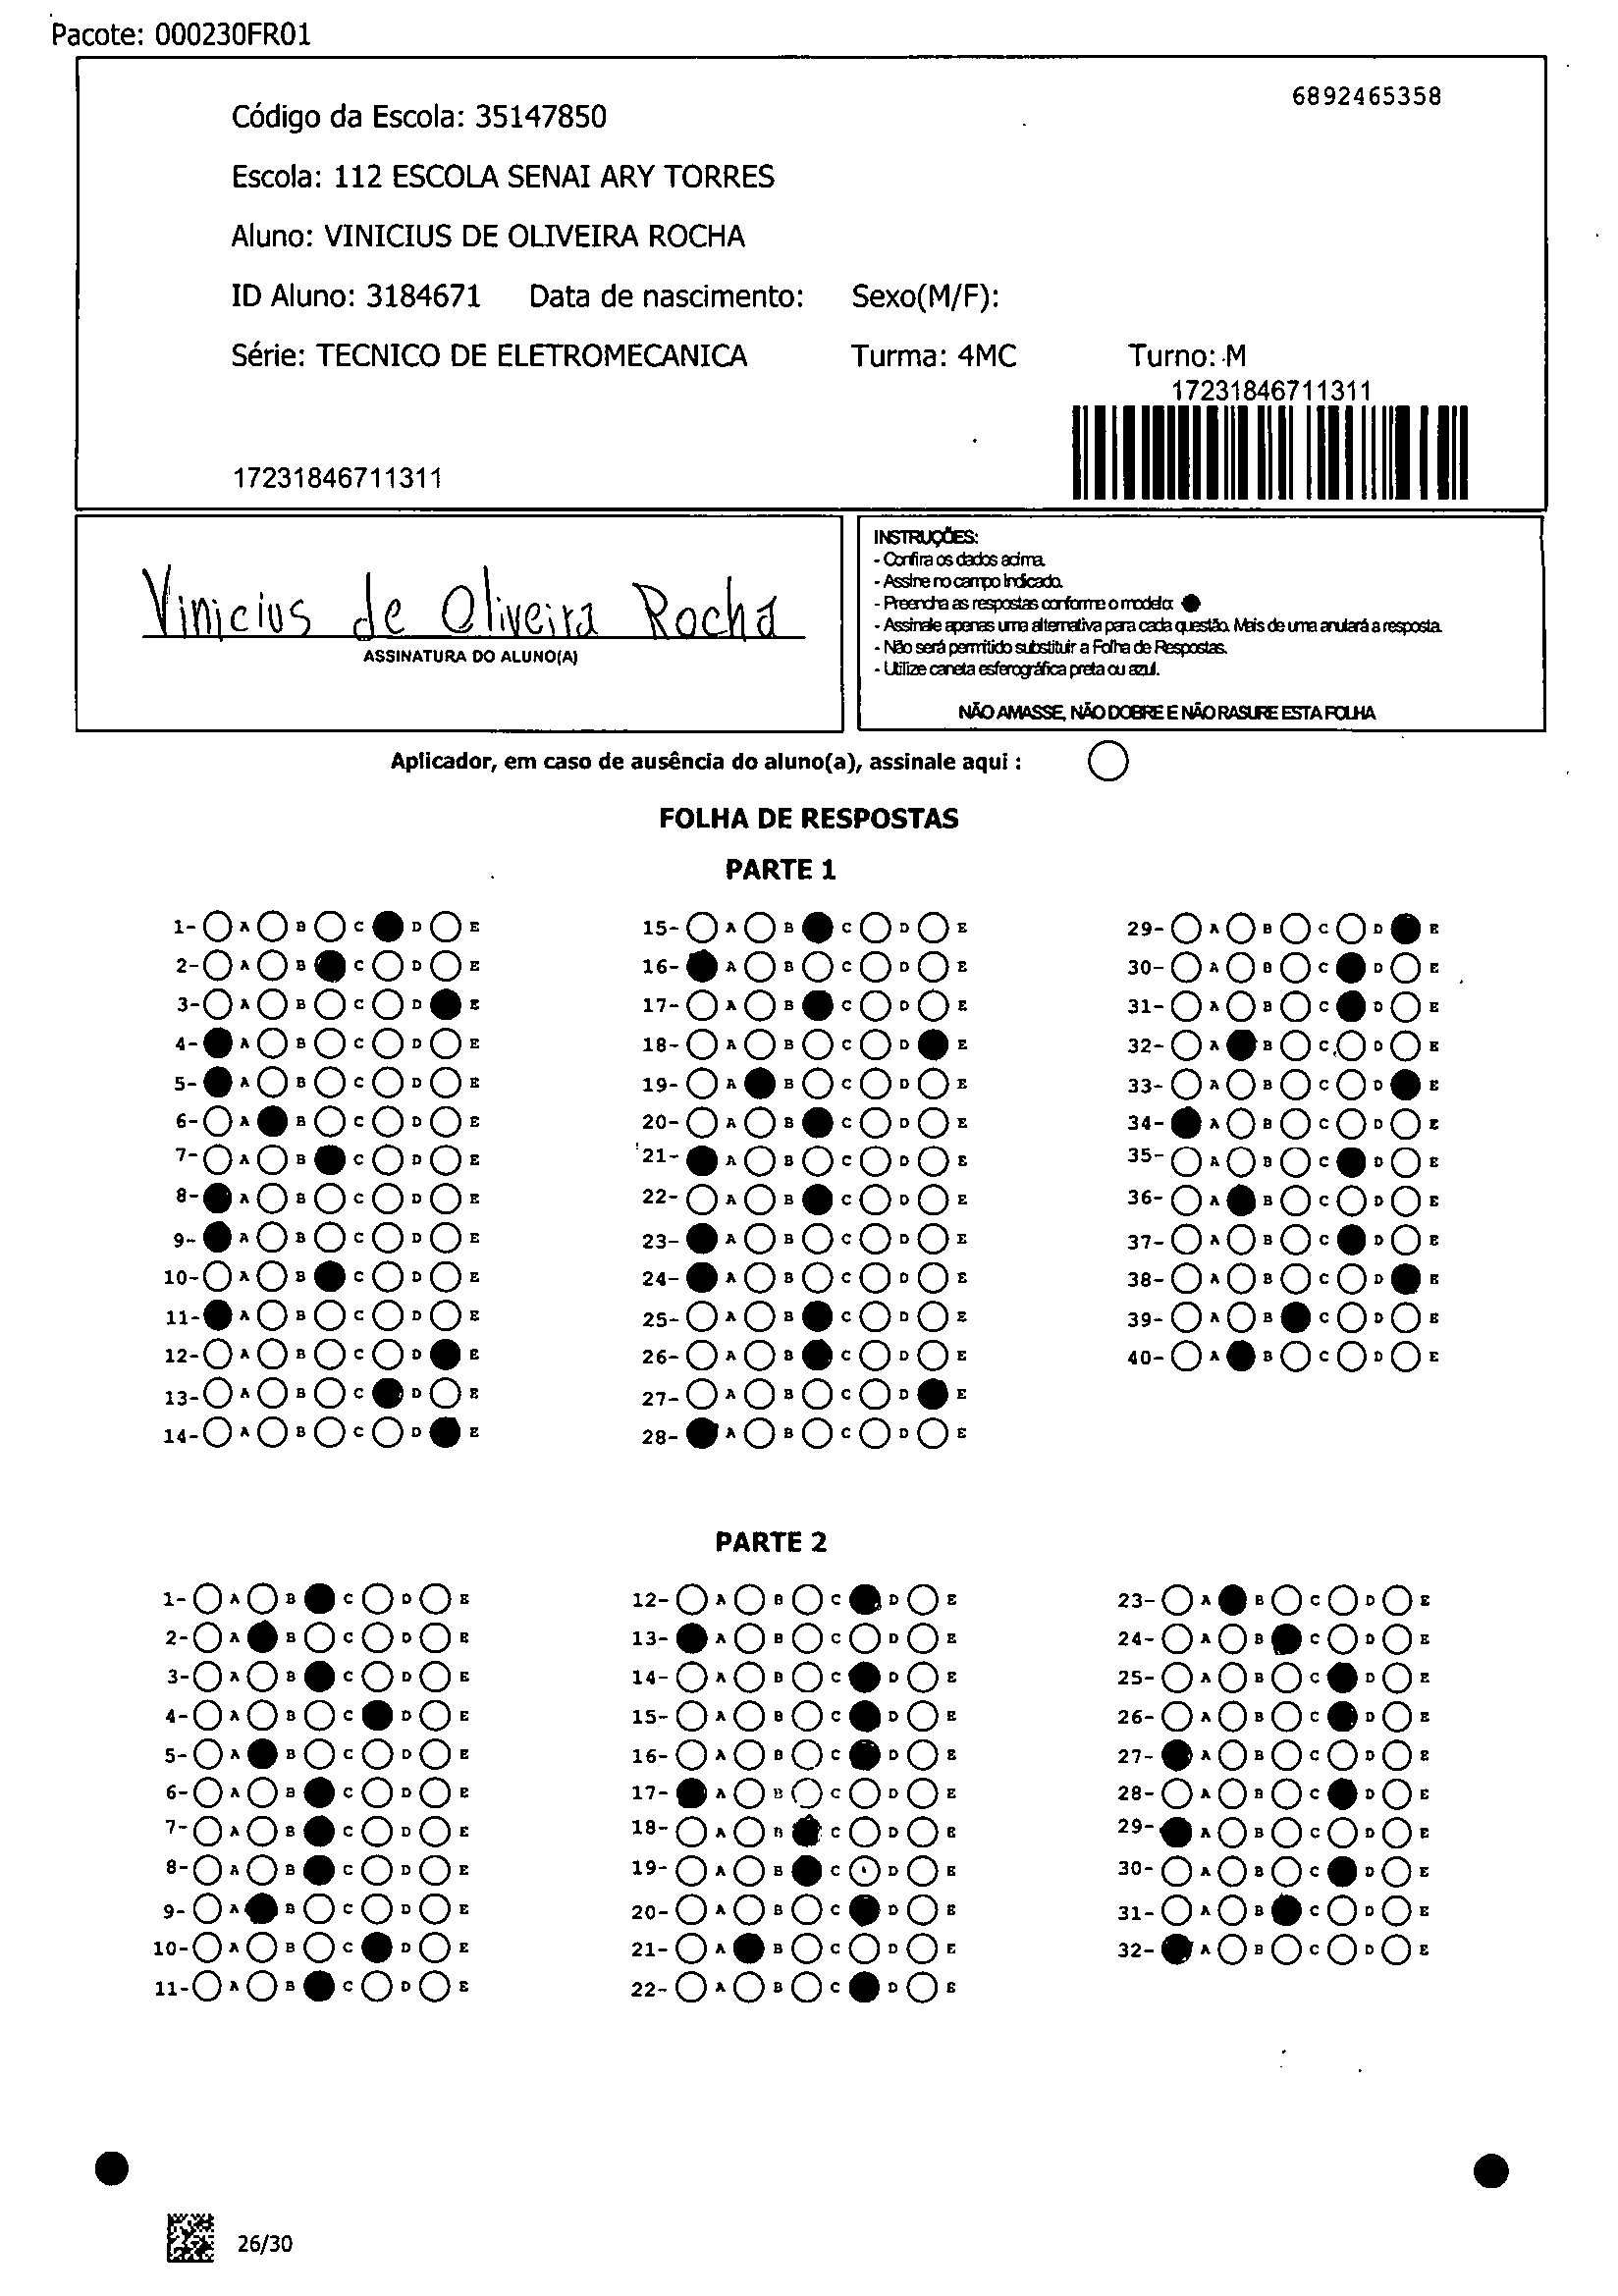 Pacote: 000230FR01
6892465358
Código da Escola: 35147850
Escola: 112 ESCOLA SENAI ARY TORRES
Aluno: VINICIUS DE OLIVEIRA ROCHA
ID Aluno: 3184671 Data de nascimento: Sexo(M/F):
Série: TECNICO DE ELETROMECANICA Turma: 4MC Turno: M
17231846711311
17231846711311
Vinicius de Oliveira Rocha
ASSINATURA DO ALUNO(A)
INSTRUÇÕES:
- Confira os dados acima.
- Assine no campo indicado.
- Preencha as respostas conforme o modelo:
- Assinale apenas uma alternativa para cada questão. Mais de uma anulará a resposta.
- Não será permitido substituir a Folha de Respostas.
- Utilize caneta esferográfica preta ou azul.
NÃO AMASSE, NÃO DOBRE E NÃO RASURE ESTA FOLHA
Aplicador, em caso de ausência do aluno(a), assinale aqui :
FOLHA DE RESPOSTAS
PARTE 1
1- A B C D E 15- A B C D E 29- A B C D E
2- A B C D E 16- A B C D E 30- A B C D E
3- A B C D E 17- A B C D E 31- A B C D E
4- A B C D E 18- A B C D E 32- A B C D E
5- A B C D E 19- A B C D E 33- A B C D E
6- A B C D E 20- A B C D E 34- A B C D E
7- A B C D E 21- A B C D E 35- A B C D E
8- A B C D E 22- A B C D E 36- A B C D E
9- A B C D E 23- A B C D E 37- A B C D E
10- A B C D E 24- A B C D E 38- A B C D E
11- A B C D E 25- A B C D E 39- A B C D E
12- A B C D E 26- A B C D E 40- A B C D E
13- A B C D E 27- A B C D E
14- A B C D E 28- A B C D E
PARTE 2
1- A B C D E 12- A B C D E 23- A B C D E
2- A B C D E 13- A B C D E 24- A B C D E
3- A B C D E 14- A B C D E 25- A B C D E
4- A B C D E 15- A B C D E 26- A B C D E
5- A B C D E 16- A B C D E 27- A B C D E
6- A B C D E 17- A B C D E 28- A B C D E
7- A B C D E 18- A B C D E 29- A B C D E
8- A B C D E 19- A B C D E 30- A B C D E
9- A B C D E 20- A B C D E 31- A B C D E
10- A B C D E 21- A B C D E 32- A B C D E
11- A B C D E 22- A B C D E
26/30